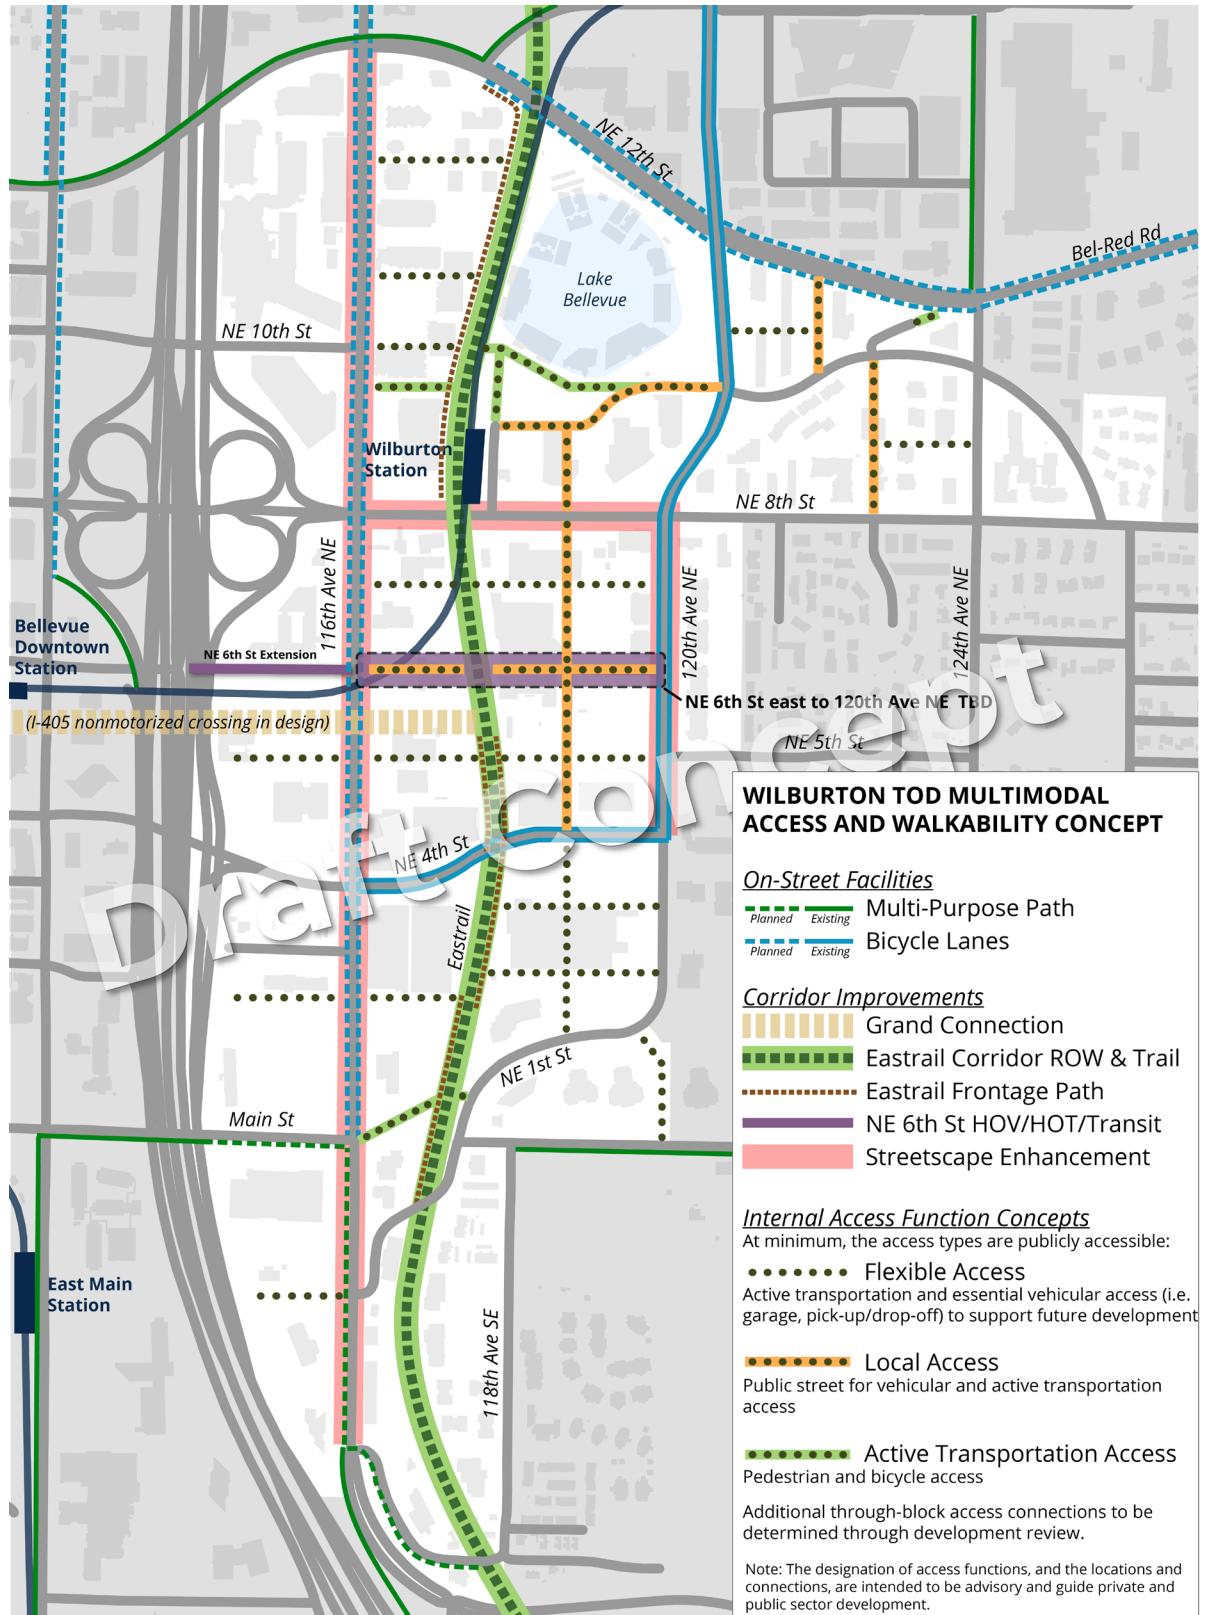 NE 12th St
Bel-Red Rd
Lake
Bellevue
NE 10th St
Wilburton
Station
NE 8th St
116th Ave NE
120th Ave NE
124th Ave NE
Bellevue
Downtown
Station
NE 6th St Extension
NE 6th St east to 120th Ave NE TBD
(I-405 nonmotorized crossing in design)
NE 5th St
NE 4th St
Draft Concept
Eastrail
NE 1st St
Main St
East Main
Station
118th Ave SE
WILBURTON TOD MULTIMODAL
ACCESS AND WALKABILITY CONCEPT
On-Street Facilities
Multi-Purpose Path
Planned Existing
Bicycle Lanes
Planned Existing
Corridor Improvements
Grand Connection
Eastrail Corridor ROW & Trail
Eastrail Frontage Path
NE 6th St HOV/HOT/Transit
Streetscape Enhancement
Internal Access Function Concepts
At minimum, the access types are publicly accessible:
Flexible Access
Active transportation and essential vehicular access (i.e.
garage, pick-up/drop-off) to support future development
Local Access
Public street for vehicular and active transportation
access
Active Transportation Access
Pedestrian and bicycle access
Additional through-block access connections to be
determined through development review.
Note: The designation of access functions, and the locations and
connections, are intended to be advisory and guide private and
public sector development.